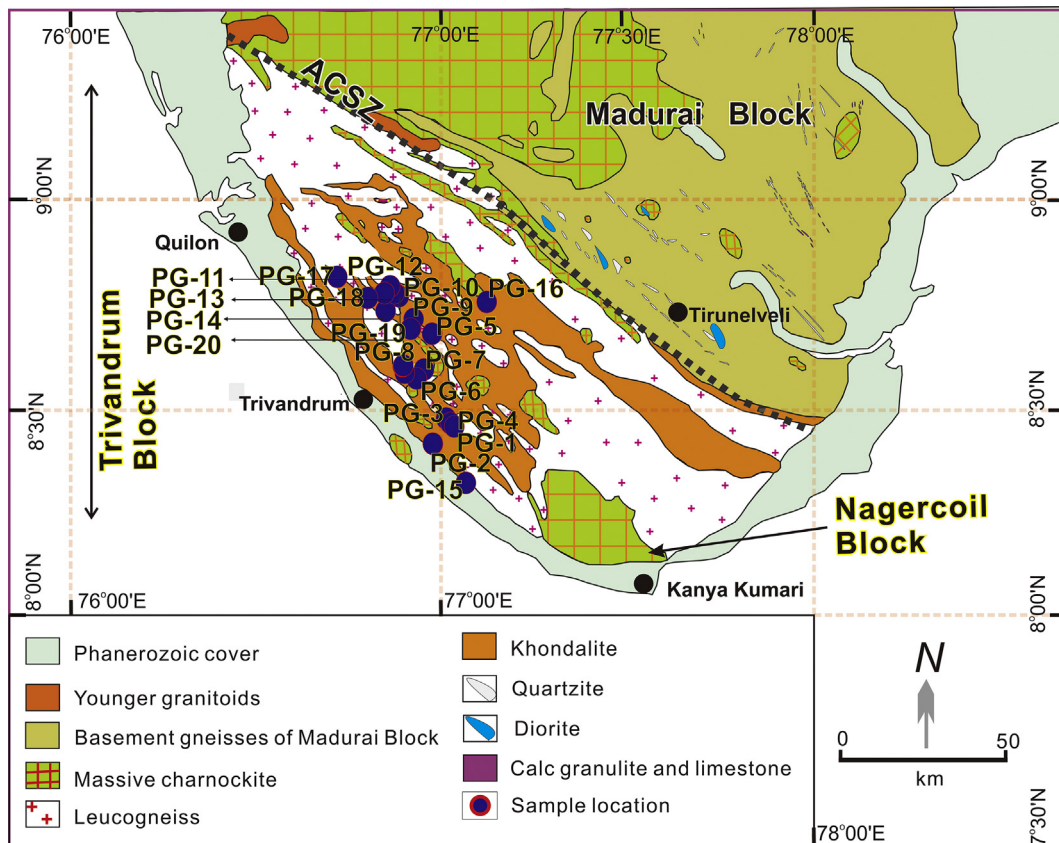 76°00'E
77°00'E
77°30'E
78°00'E
ACSZ
Madurai Block
9°00'N
9°00'N
Quilon
PG-11
PG-17
PG-12
PG-13
PG-18
PG-10
PG-16
PG-14
PG-9
PG-19
PG-5
PG-20
PG-8
PG-7
Tirunelveli
PG-6
Trivandrum
Block
Trivandrum
8°30'N
8°30'N
PG-3
PG-4
PG-1
PG-2
PG-15
Nagercoil
Block
Kanya Kumari
8°00'N
8°00'N
76°00'E
77°00'E
Phanerozoic cover
Younger granitoids
Basement gneisses of Madurai Block
Massive charnockite
Leucogneiss
Khondalite
Quartzite
Diorite
Calc granulite and limestone
Sample location
N
0
50
km
78°00'E
7°30'N